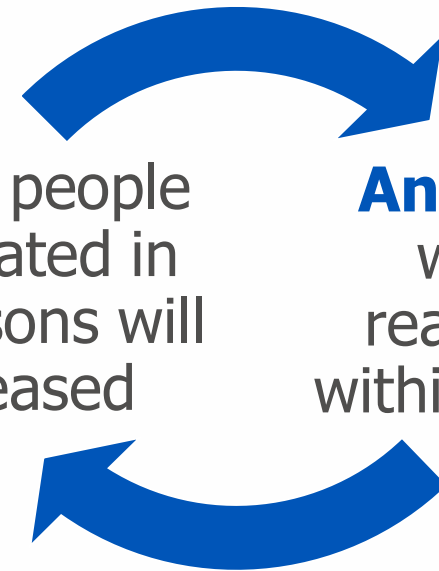 people
ated in
sons will
eased
An
w
rea
withi